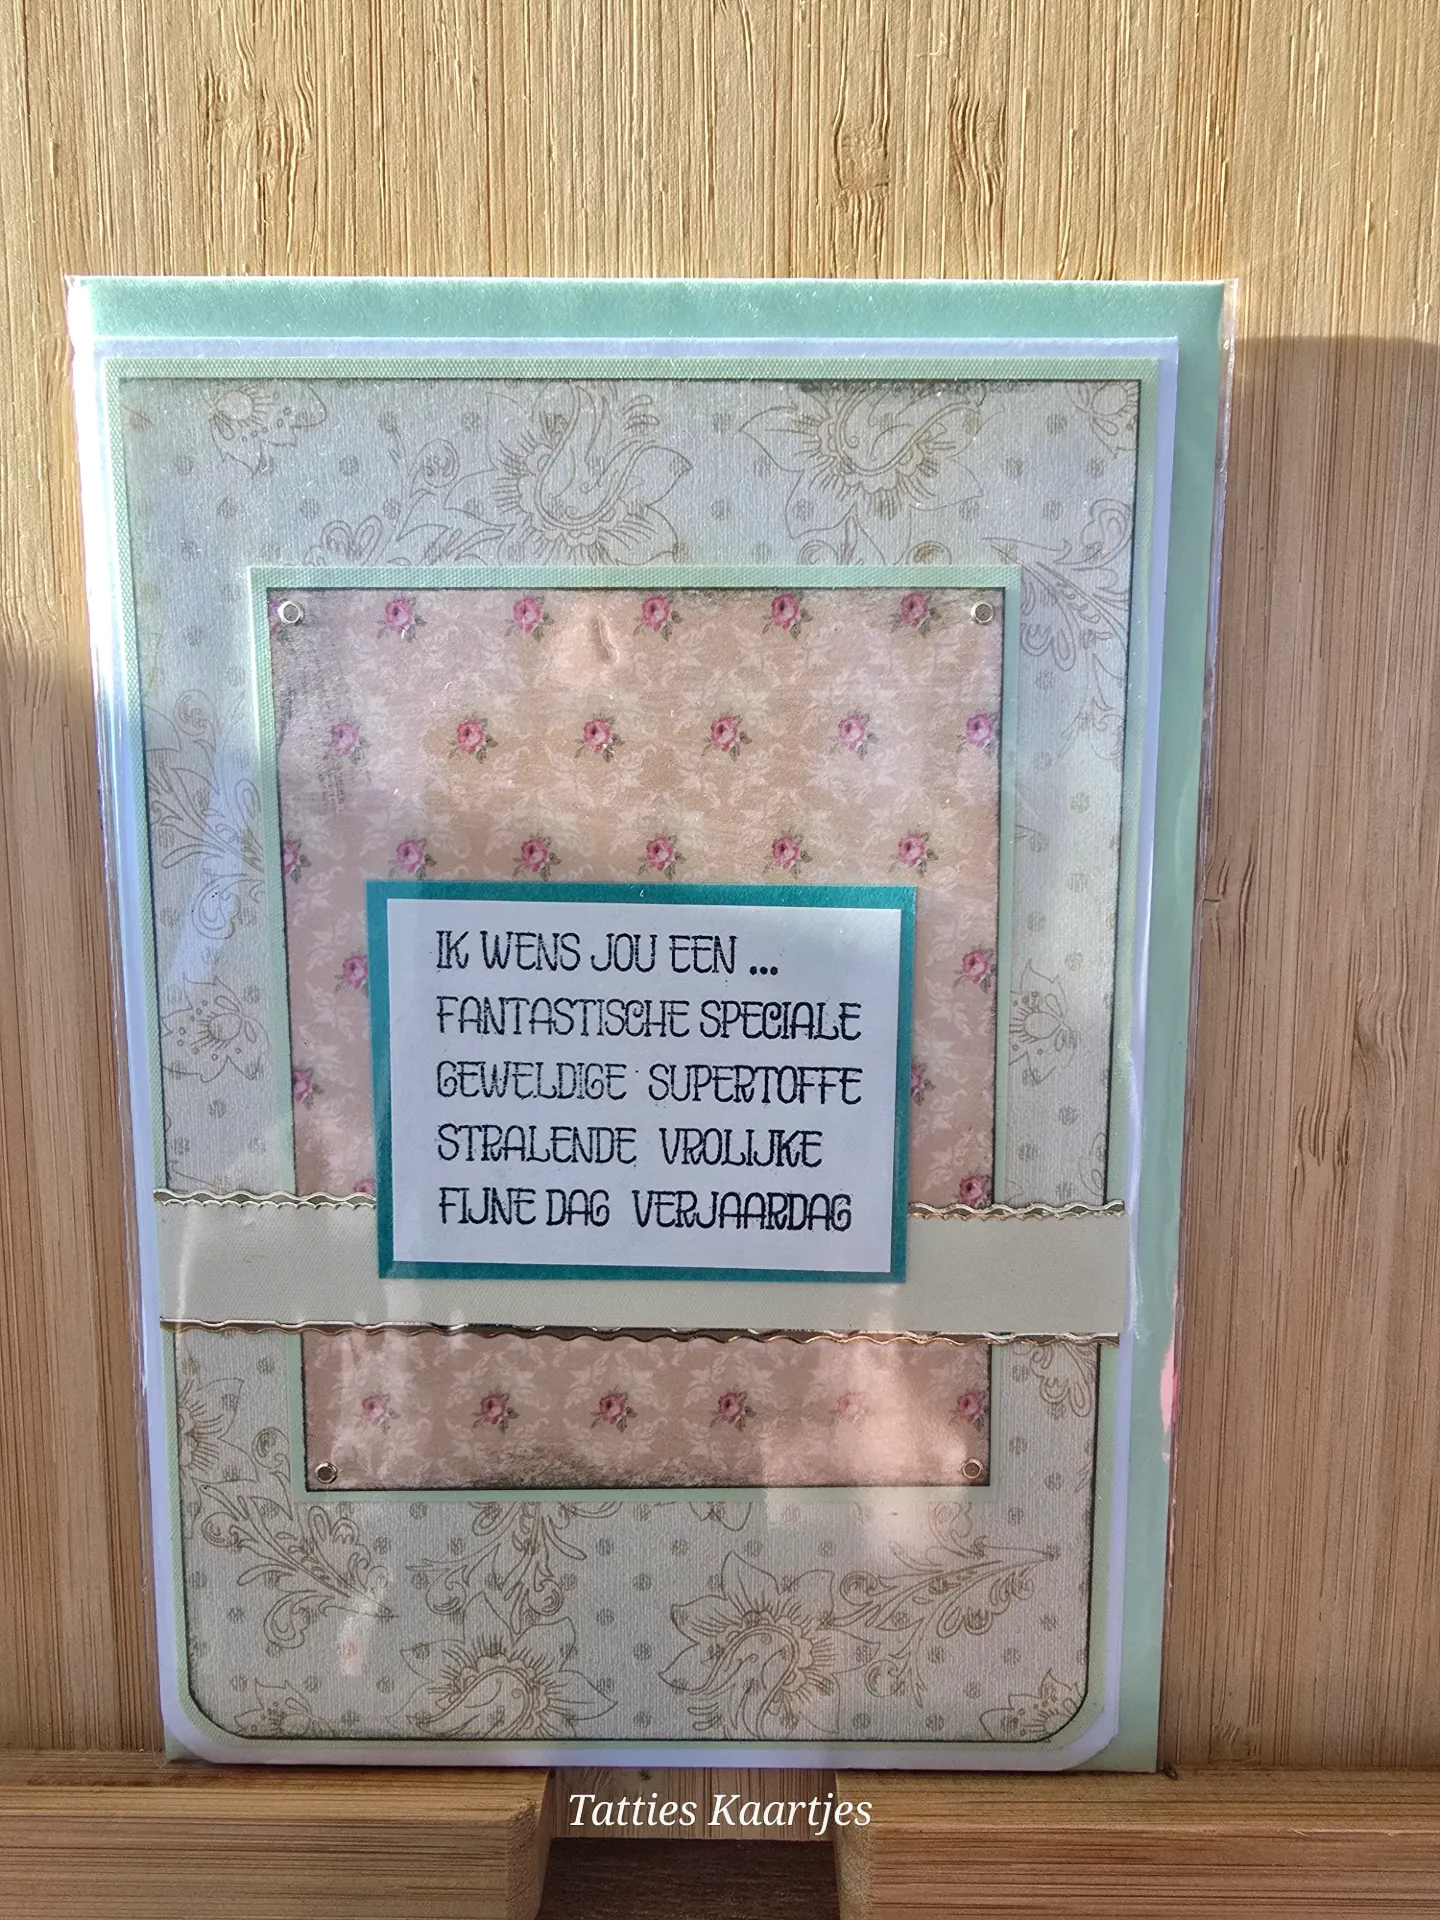 IK WENS JOU EEN ...
FANTASTISCHE SPECIALE
GEWELDIGE SUPERTOFFE
STRALENDE VROLIJKE
FIJNE DAG VERJAARDAG
Tatties Kaartjes